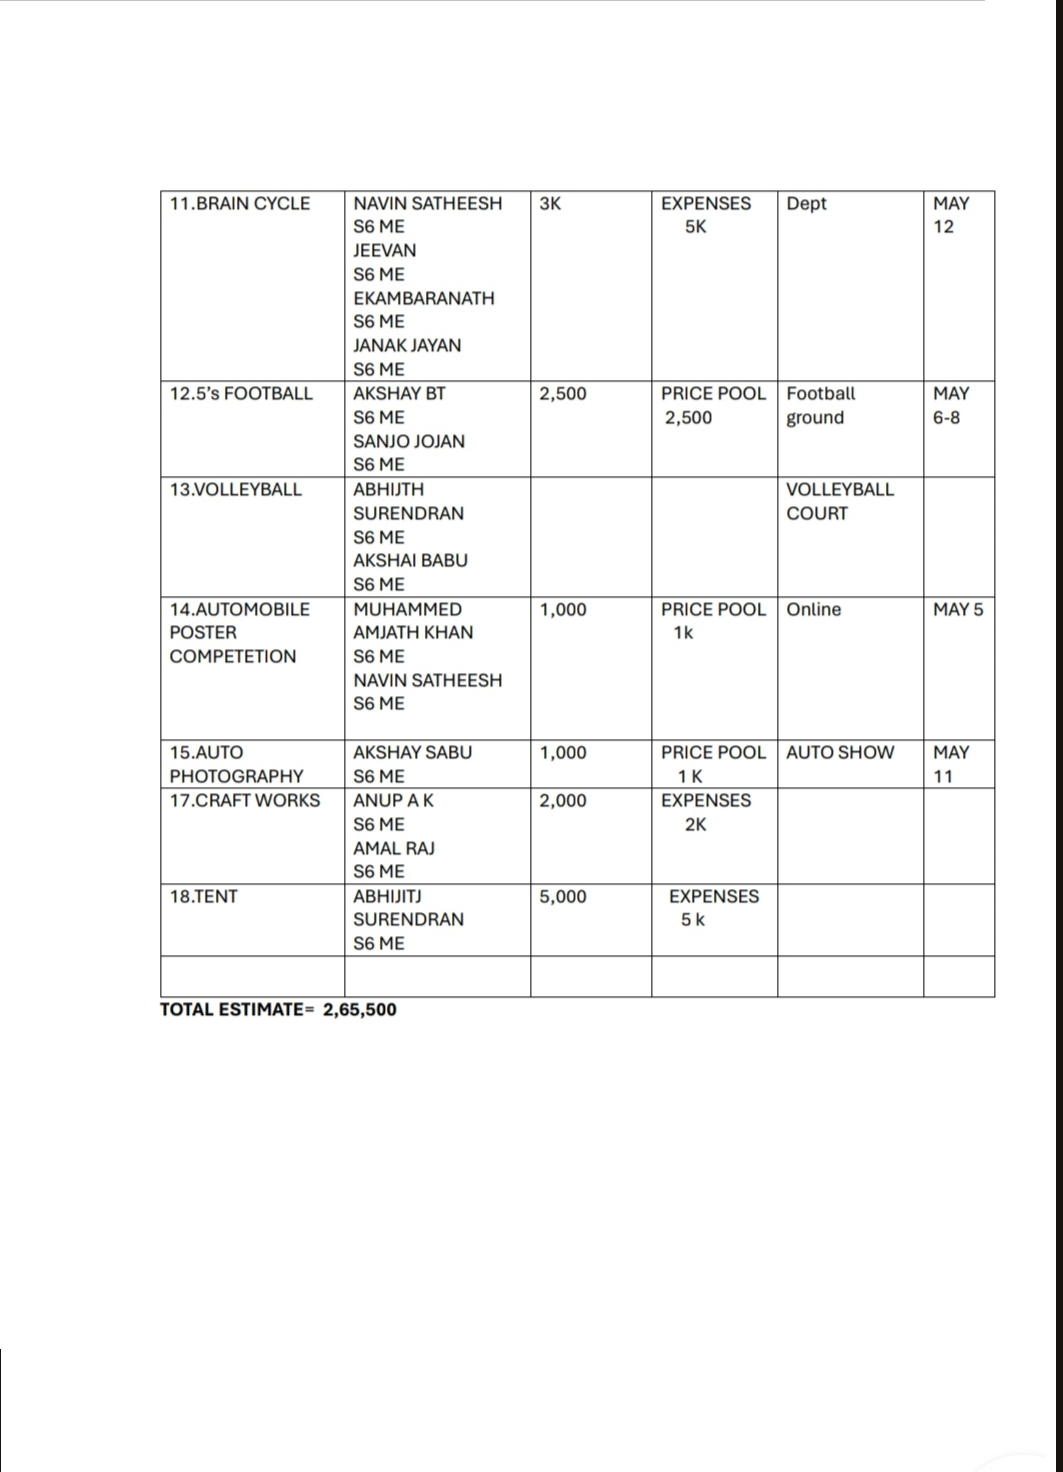 11.BRAIN CYCLE
NAVIN SATHEESH
S6 ME
JEEVAN
S6 ME
EKAMBARANATH
S6 ME
JANAK JAYAN
S6 ME
3K
EXPENSES
5K
Dept
MAY
12
12.5's FOOTBALL
AKSHAY BT
S6 ME
SANJO JOJAN
S6 ME
2,500
PRICE POOL
2,500
Football
ground
MAY
6-8
13.VOLLEYBALL
ABHIJTH
SURENDRAN
S6 ME
AKSHAI BABU
S6 ME
VOLLEYBALL
COURT
14.AUTOMOBILE
POSTER
COMPETETION
MUHAMMED
AMJATH KHAN
S6 ME
NAVIN SATHEESH
S6 ME
1,000
PRICE POOL
1k
Online
MAY 5
15.AUTO
PHOTOGRAPHY
AKSHAY SABU
S6 ME
1,000
PRICE POOL
1 K
AUTO SHOW
MAY
11
17.CRAFT WORKS
ANUP A K
S6 ME
AMAL RAJ
S6 ME
2,000
EXPENSES
2K
18.TENT
ABHIJITJ
SURENDRAN
S6 ME
5,000
EXPENSES
5 k
TOTAL ESTIMATE= 2,65,500